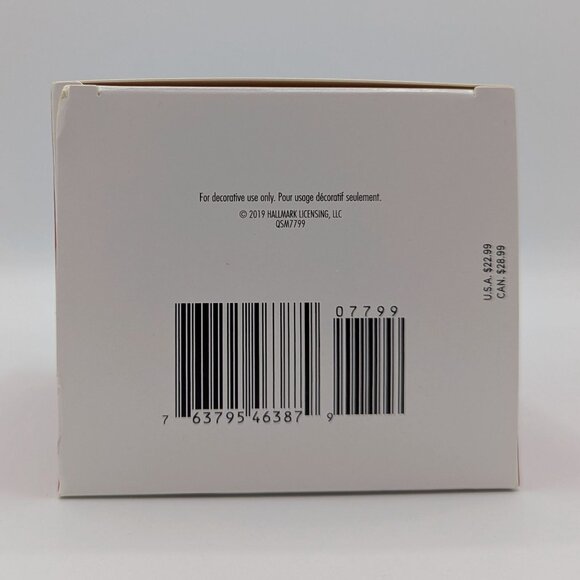 For decorative use only. Pour usage décoratif seulement.
© 2019 HALLMARK LICENSING, LLC
QSM7799
U.S.A. $22.99
CAN. $28.99
07799
7 63795 46387 9